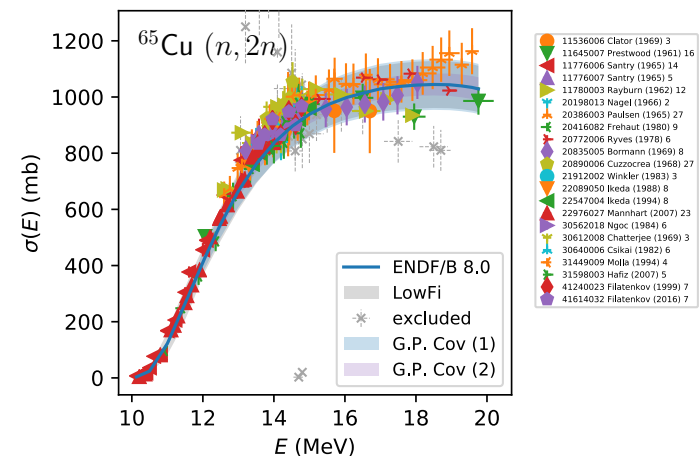 ⁶⁵Cu (n, 2n)
σ(E) (mb)
1200
1000
800
600
400
200
0
10 12 14 16 18 20
E (MeV)
ENDF/B 8.0
LowFi
excluded
G.P. Cov (1)
G.P. Cov (2)
11536006 Clator (1969) 3
11645007 Prestwood (1961) 16
11776006 Santry (1965) 14
11776007 Santry (1965) 5
11780003 Rayburn (1962) 12
20198013 Nagel (1966) 2
20386003 Paulsen (1965) 27
20416082 Frehaut (1980) 9
20772006 Ryves (1978) 6
20835005 Bormann (1969) 8
20890006 Cuzzocrea (1968) 27
21912002 Winkler (1983) 3
22089050 Ikeda (1988) 8
22547004 Ikeda (1994) 8
22976027 Mannhart (2007) 23
30562018 Ngoc (1984) 6
30612008 Chatterjee (1969) 3
30640006 Csikai (1982) 6
31449009 Molla (1994) 4
31598003 Hafiz (2007) 5
41240023 Filatenkov (1999) 7
41614032 Filatenkov (2016) 7